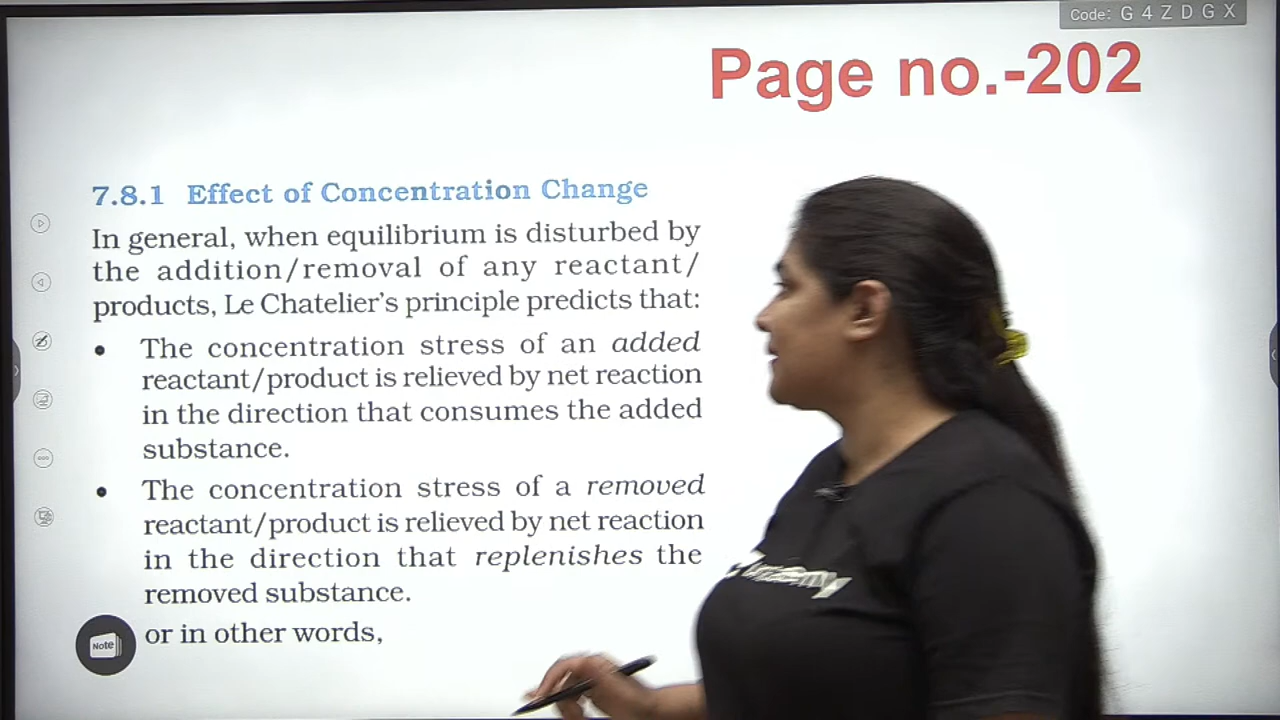 Code: G 4 Z D G X
Page no.-202
7.8.1 Effect of Concentration Change
In general, when equilibrium is disturbed by
the addition/removal of any reactant/
products, Le Chatelier’s principle predicts that:
• The concentration stress of an added
reactant/product is relieved by net reaction
in the direction that consumes the added
substance.
• The concentration stress of a removed
reactant/product is relieved by net reaction
in the direction that replenishes the
removed substance.
or in other words,
Note